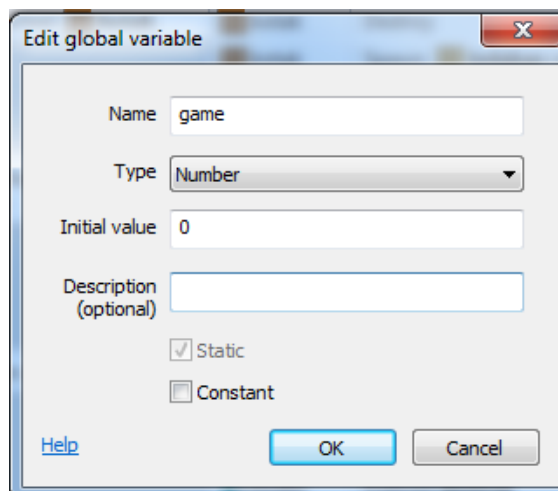 Edit global variable
Name game
Type Number
Initial value 0
Description
(optional)
Static
Constant
Help OK Cancel